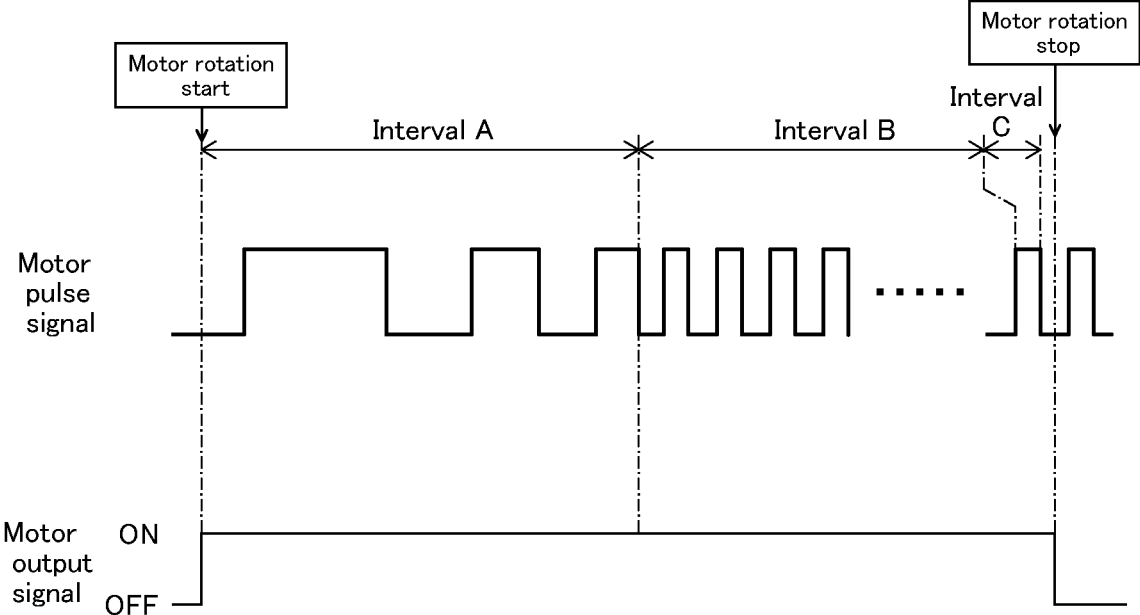 Motor rotation
stop
Motor rotation
start
Interval
C
Interval A
Interval B
Motor
pulse
signal
Motor
output
signal
ON
OFF